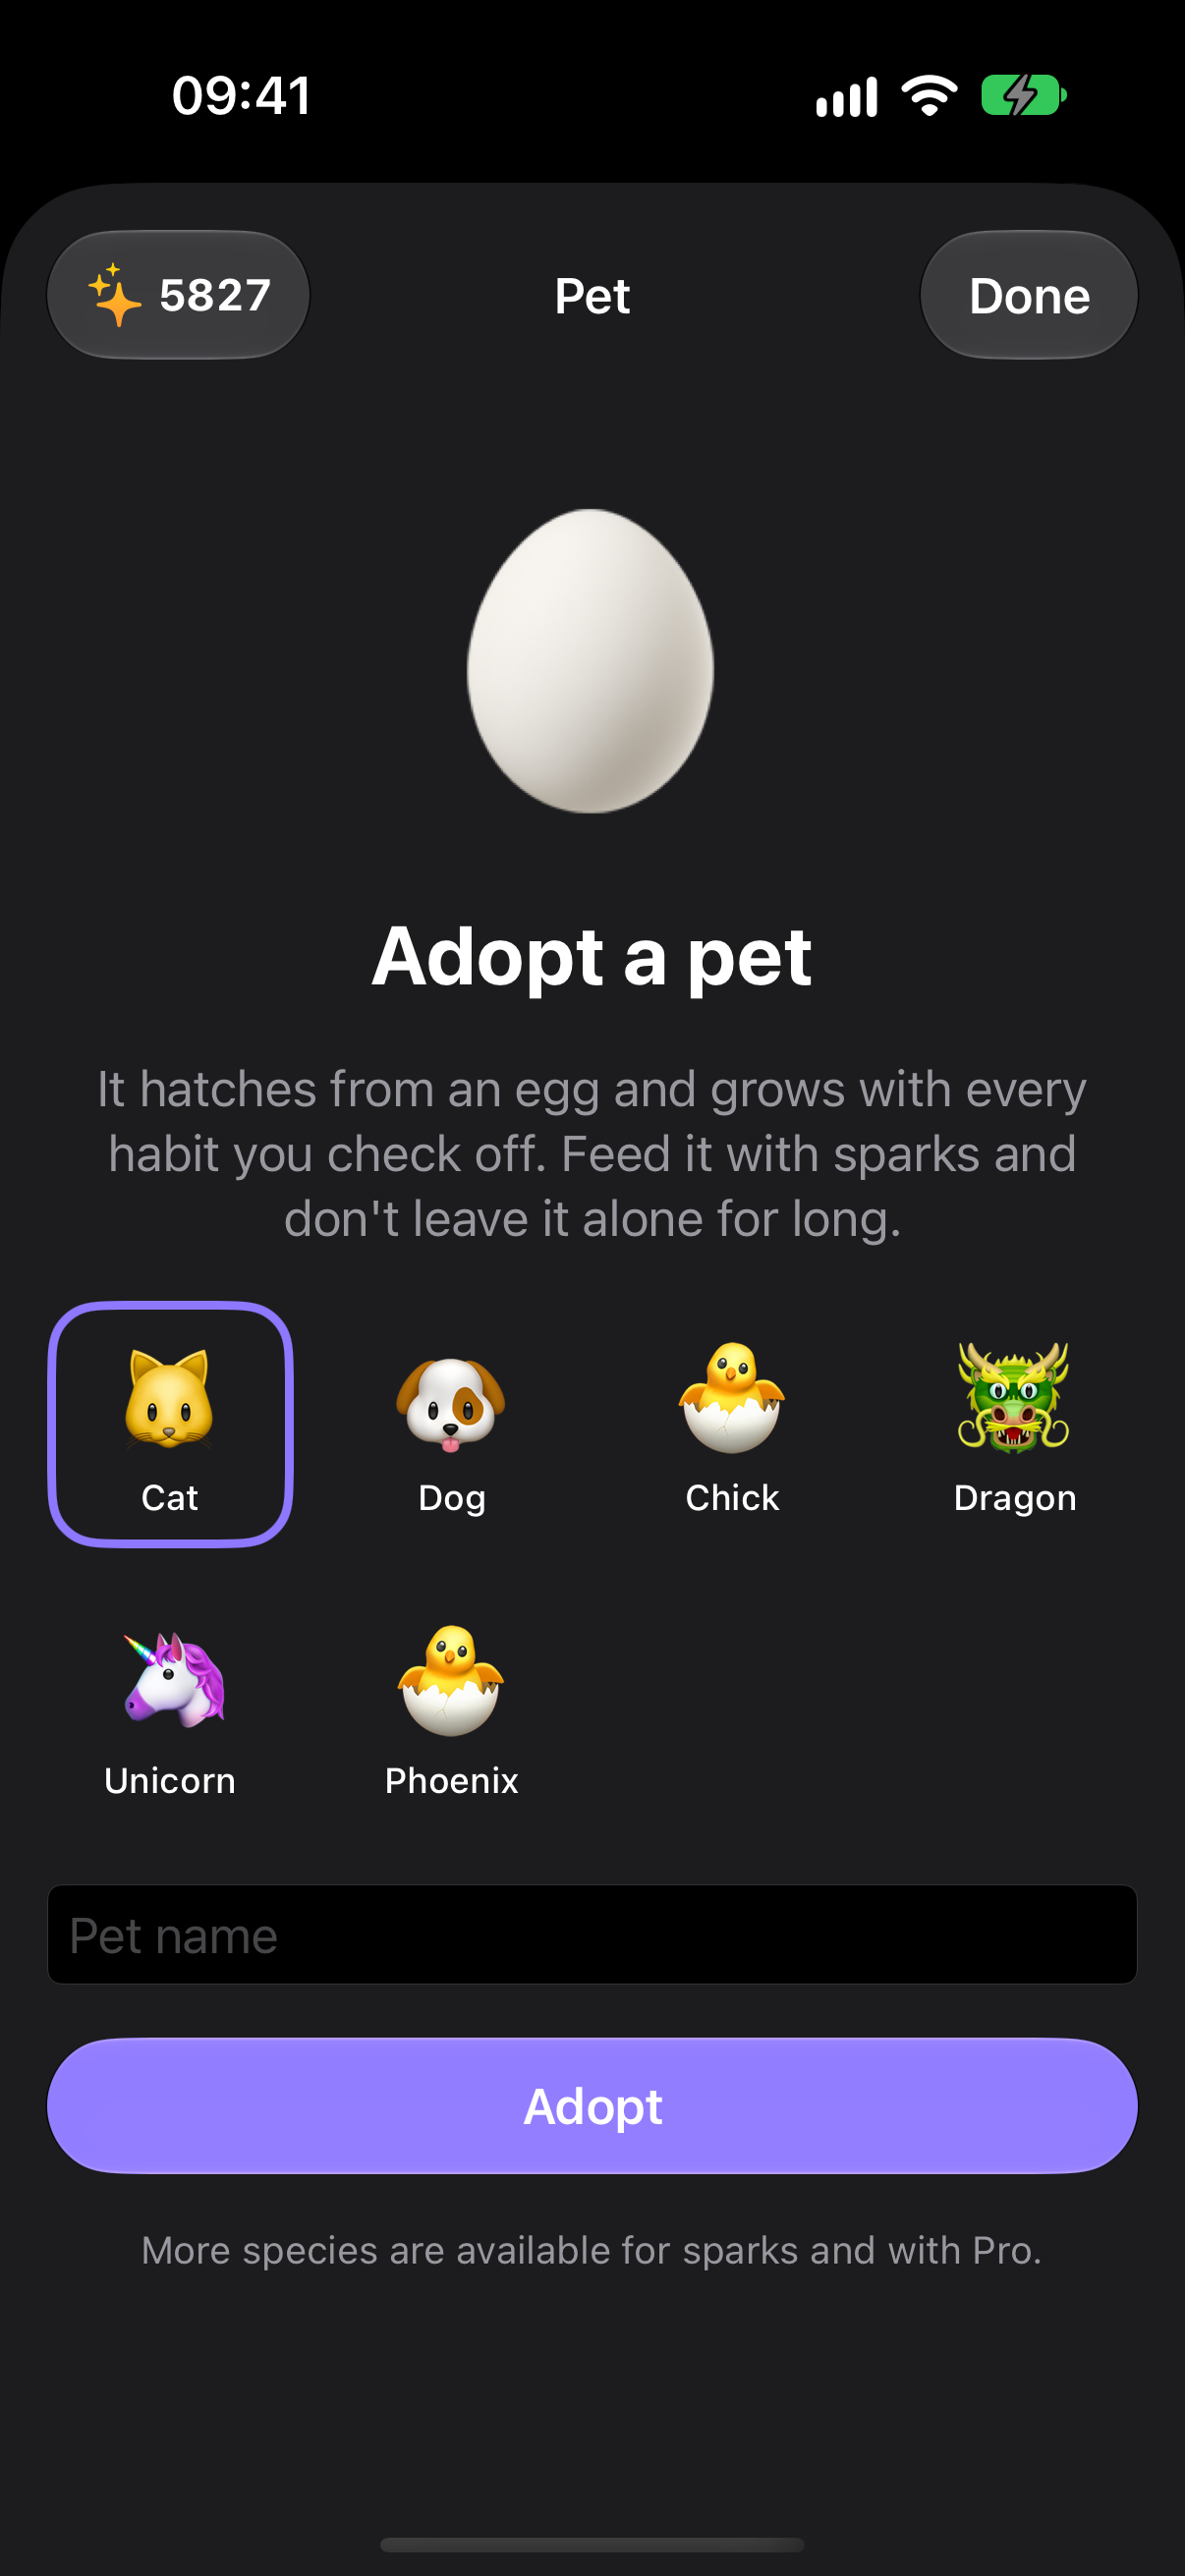 09:41
5827
Pet
Done
Adopt a pet
It hatches from an egg and grows with every
habit you check off. Feed it with sparks and
don't leave it alone for long.
Cat
Dog
Chick
Dragon
Unicorn
Phoenix
Pet name
Adopt
More species are available for sparks and with Pro.